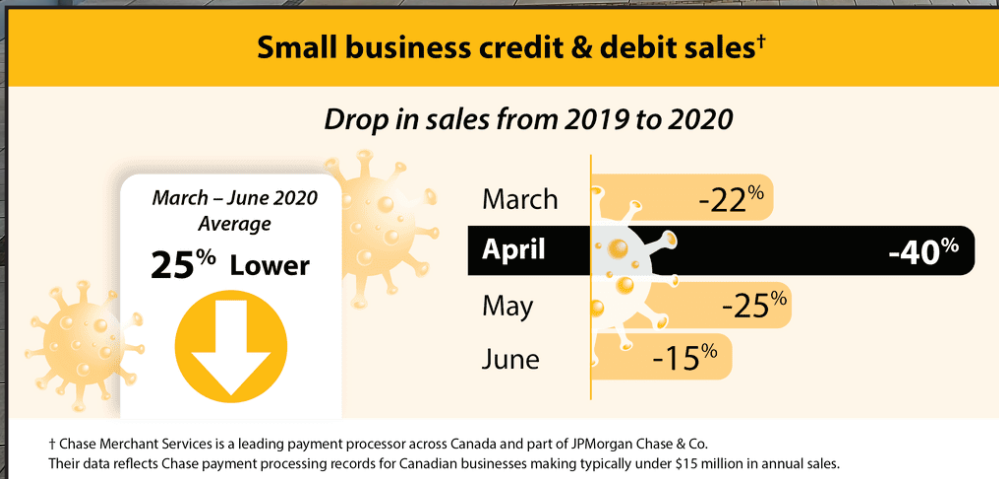 Small business credit & debit sales†
Drop in sales from 2019 to 2020
March – June 2020
Average
25% Lower
March -22%
April -40%
May -25%
June -15%
† Chase Merchant Services is a leading payment processor across Canada and part of JPMorgan Chase & Co.
Their data reflects Chase payment processing records for Canadian businesses making typically under $15 million in annual sales.